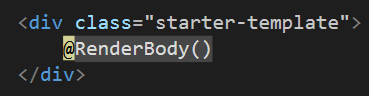 <div class="starter-template">
    @RenderBody()
</div>